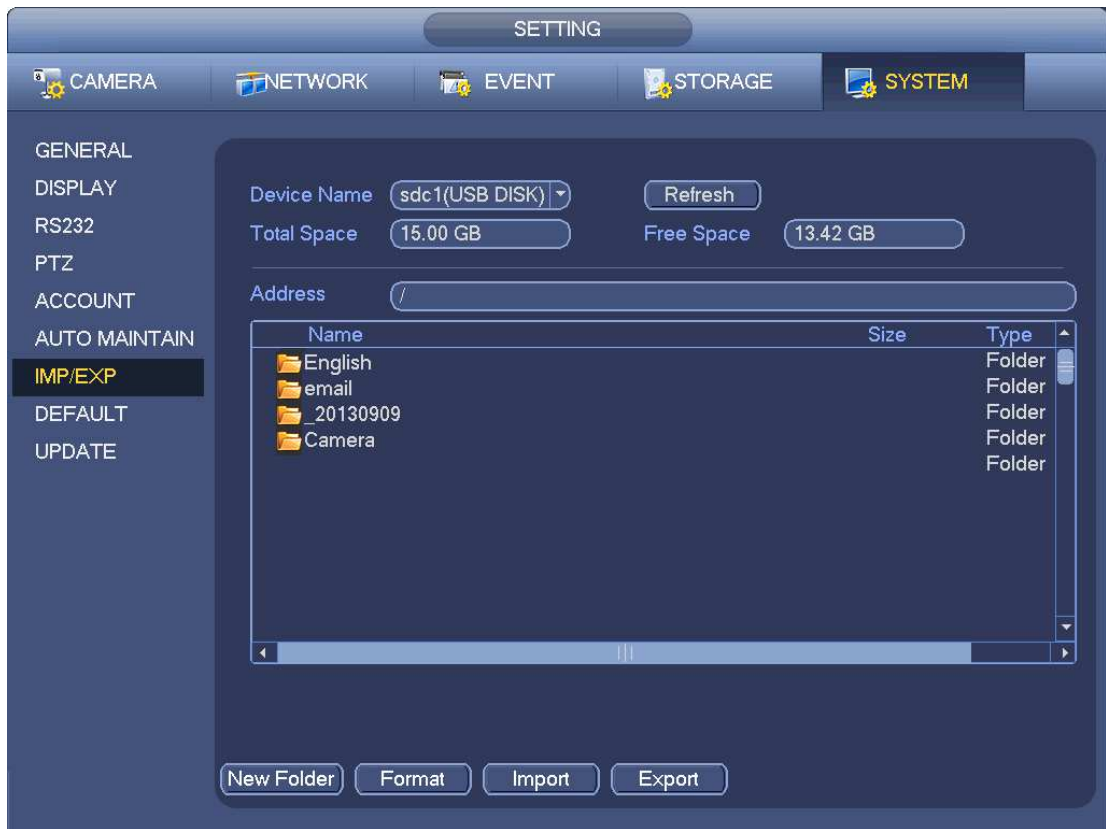 SETTING
CAMERA NETWORK EVENT STORAGE SYSTEM
GENERAL
DISPLAY
RS232
PTZ
ACCOUNT
AUTO MAINTAIN
IMP/EXP
DEFAULT
UPDATE
Device Name sdc1(USB DISK) Refresh
Total Space 15.00 GB Free Space 13.42 GB
Address /
Name Size Type
English Folder
email Folder
_20130909 Folder
Camera Folder
Folder
New Folder Format Import Export